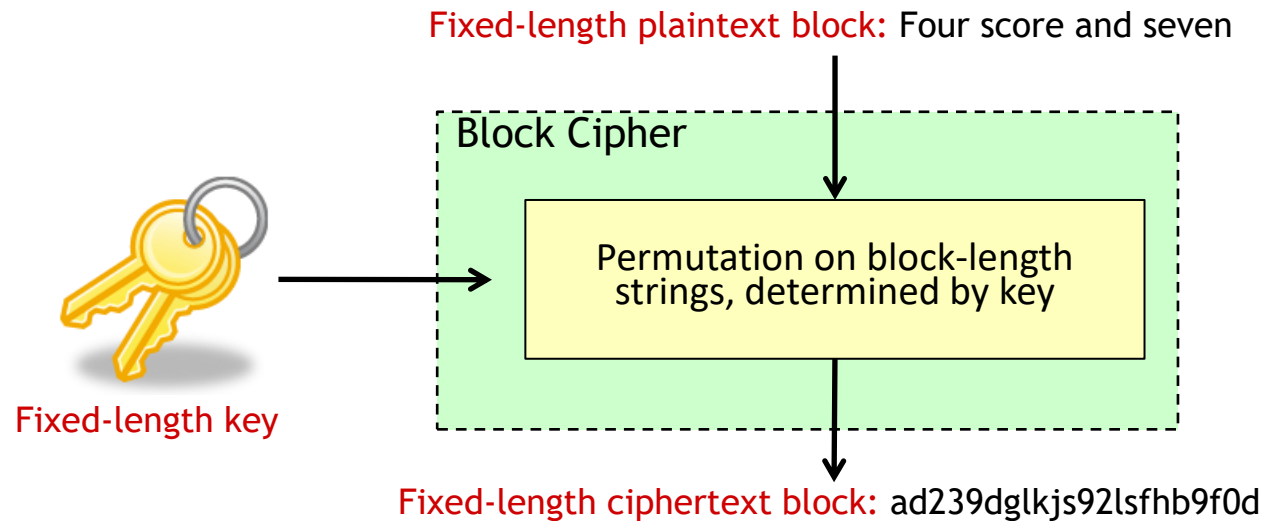 Fixed-length plaintext block: Four score and seven
Block Cipher
Permutation on block-length
strings, determined by key
Fixed-length key
Fixed-length ciphertext block: ad239dglkjs92lsfhb9f0d